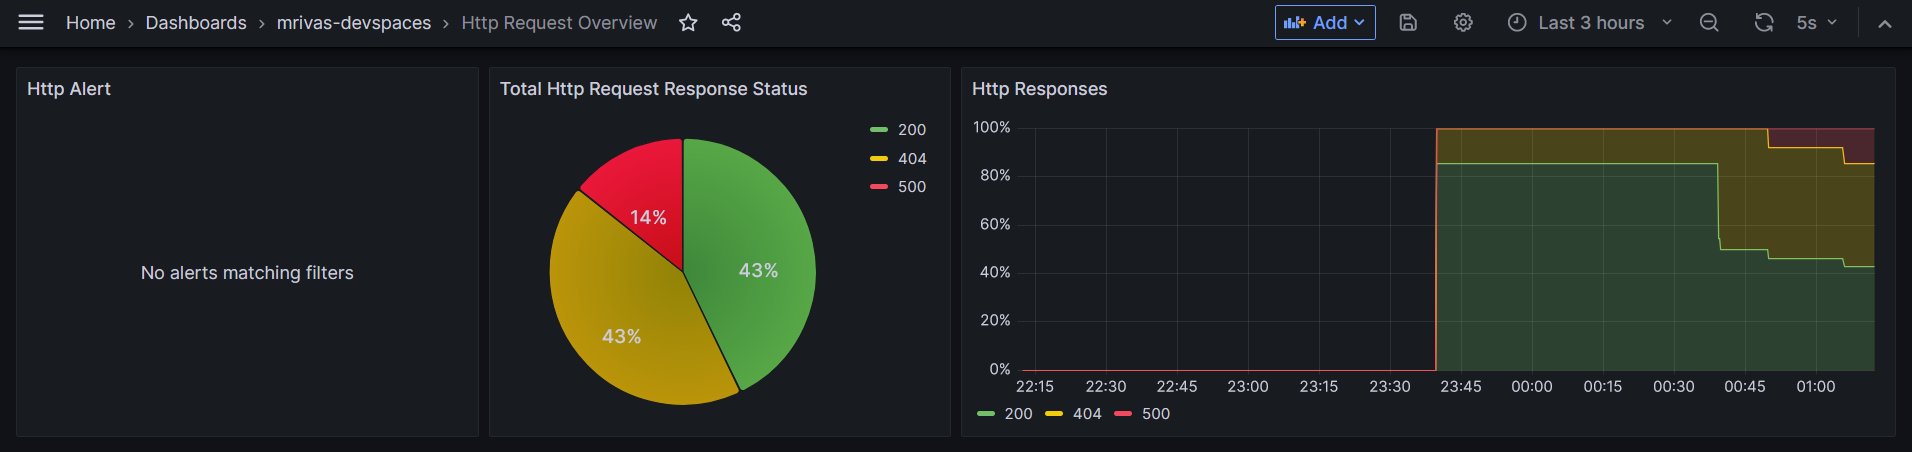 Home › Dashboards › mrivas-devspaces › Http Request Overview
Add
Last 3 hours
5s
Http Alert
No alerts matching filters
Total Http Request Response Status
200
404
500
14%
43%
43%
Http Responses
100%
80%
60%
40%
20%
0%
22:15 22:30 22:45 23:00 23:15 23:30 23:45 00:00 00:15 00:30 00:45 01:00
200 404 500